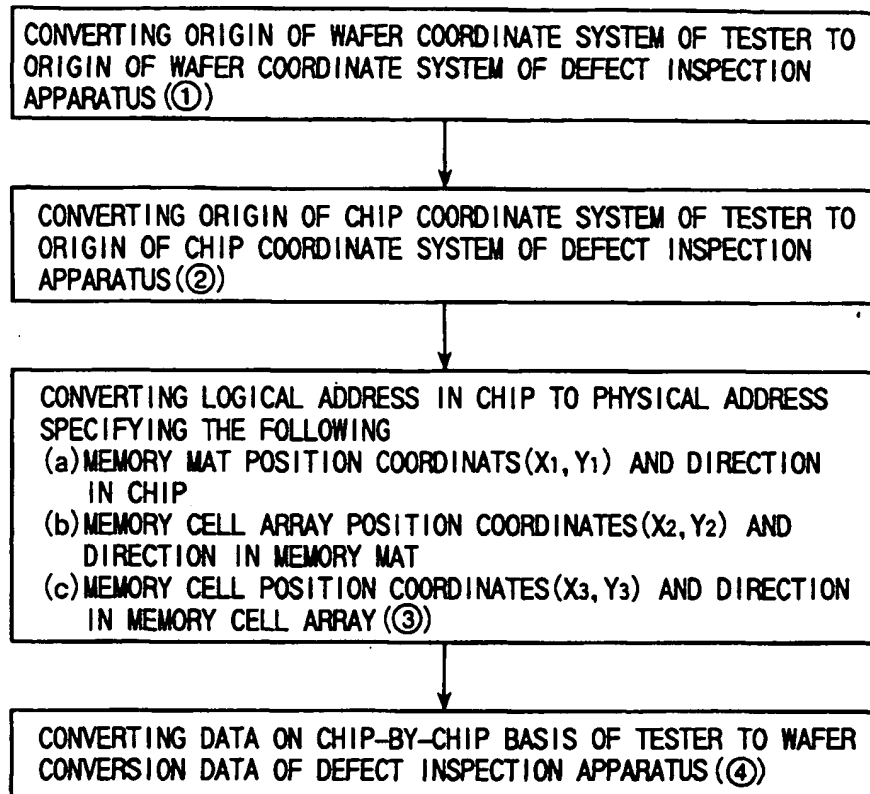 CONVERTING ORIGIN OF WAFER COORDINATE SYSTEM OF TESTER TO
ORIGIN OF WAFER COORDINATE SYSTEM OF DEFECT INSPECTION
APPARATUS(①)
CONVERTING ORIGIN OF CHIP COORDINATE SYSTEM OF TESTER TO
ORIGIN OF CHIP COORDINATE SYSTEM OF DEFECT INSPECTION
APPARATUS(②)
CONVERTING LOGICAL ADDRESS IN CHIP TO PHYSICAL ADDRESS
SPECIFYING THE FOLLOWING
(a)MEMORY MAT POSITION COORDINATS(X1,Y1) AND DIRECTION
IN CHIP
(b)MEMORY CELL ARRAY POSITION COORDINATES(X2,Y2) AND
DIRECTION IN MEMORY MAT
(c)MEMORY CELL POSITION COORDINATES(X3,Y3) AND DIRECTION
IN MEMORY CELL ARRAY(③)
CONVERTING DATA ON CHIP-BY-CHIP BASIS OF TESTER TO WAFER
CONVERSION DATA OF DEFECT INSPECTION APPARATUS(④)